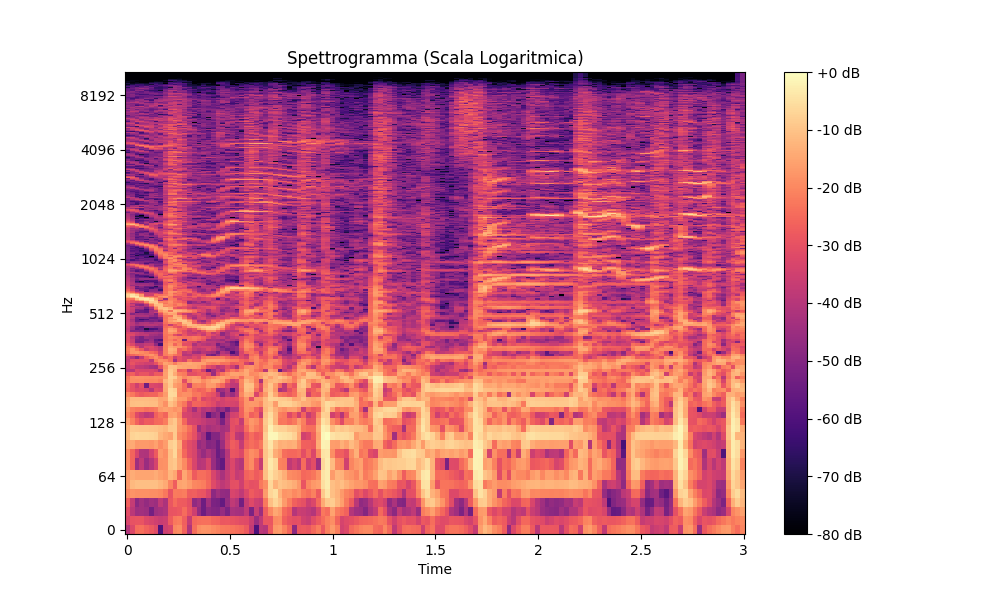 Spettrogramma (Scala Logaritmica)
8192
4096
2048
1024
512
256
128
64
0
Hz
0
0.5
1
1.5
2
2.5
3
Time
+0 dB
-10 dB
-20 dB
-30 dB
-40 dB
-50 dB
-60 dB
-70 dB
-80 dB